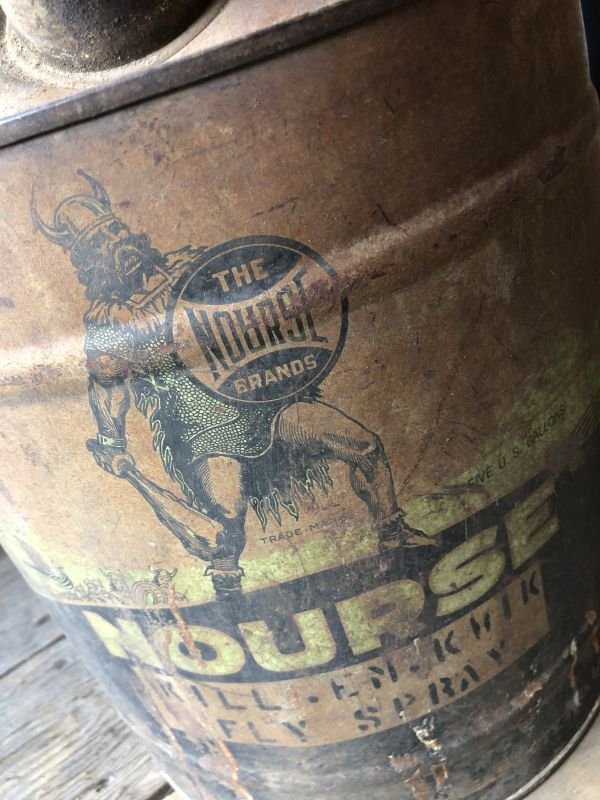 THE
NOURSE
BRANDS
FIVE U.S. GALLONS
TRADE MARK
NOURSE
KILL-EM-KWIK
FLY SPRAY